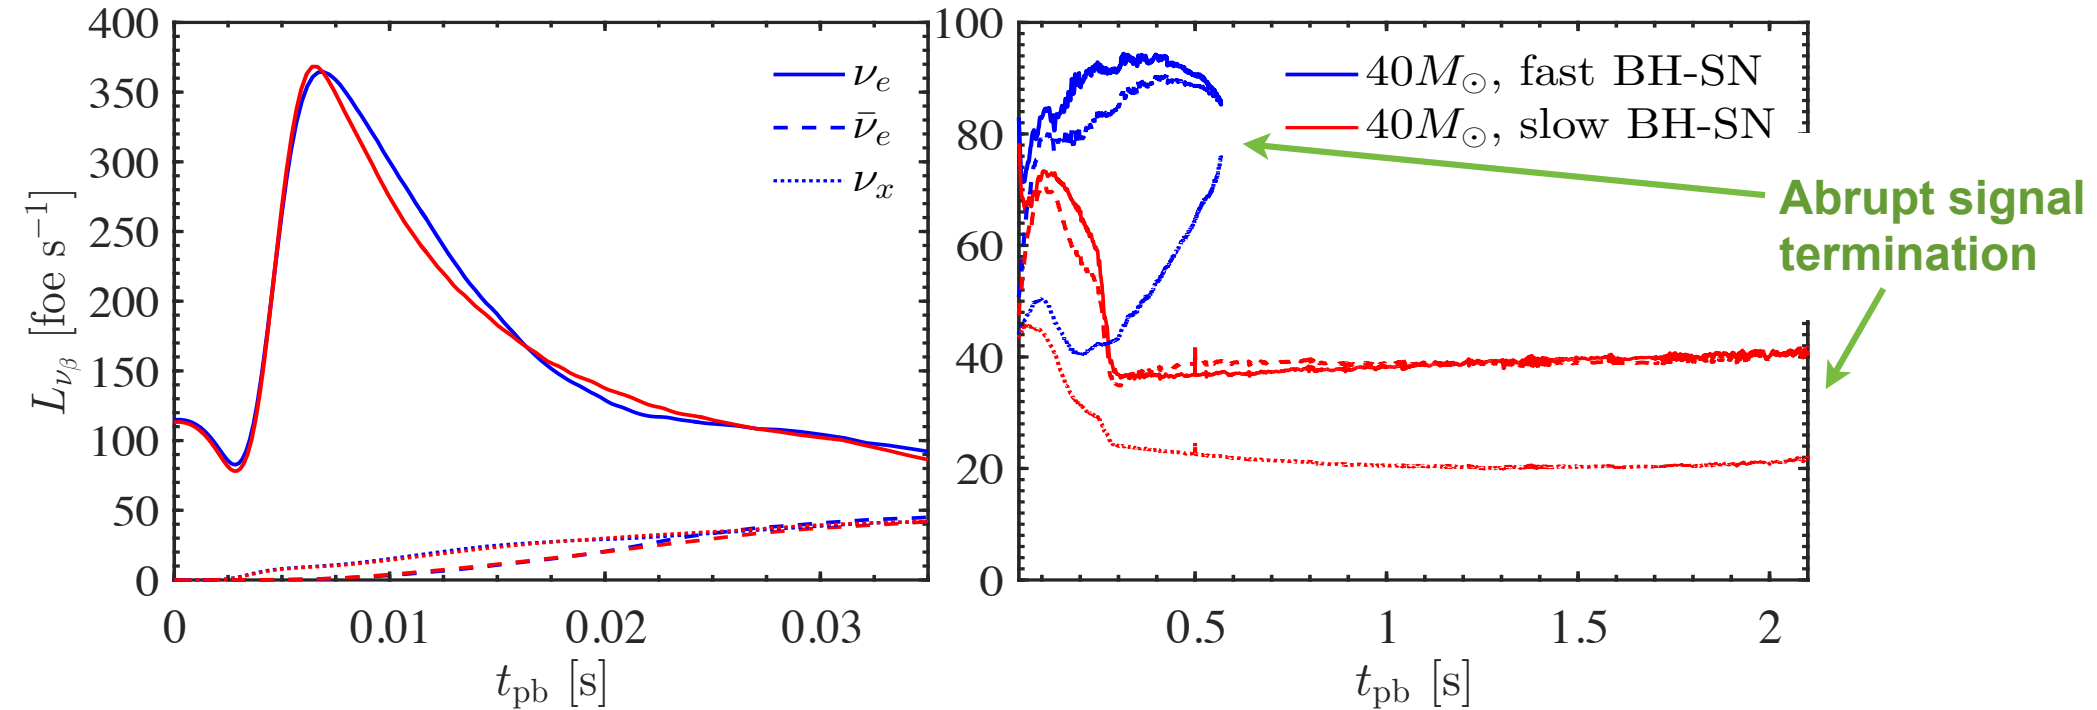 400
350
300
250
200
150
100
50
0
0 0.01 0.02 0.03
L_{ν_β} [foe s⁻¹]
t_pb [s]
ν_e
ν̄_e
ν_x
100
80
60
40
20
0
0.5 1 1.5 2
t_pb [s]
40M_⊙, fast BH-SN
40M_⊙, slow BH-SN
Abrupt signal
termination